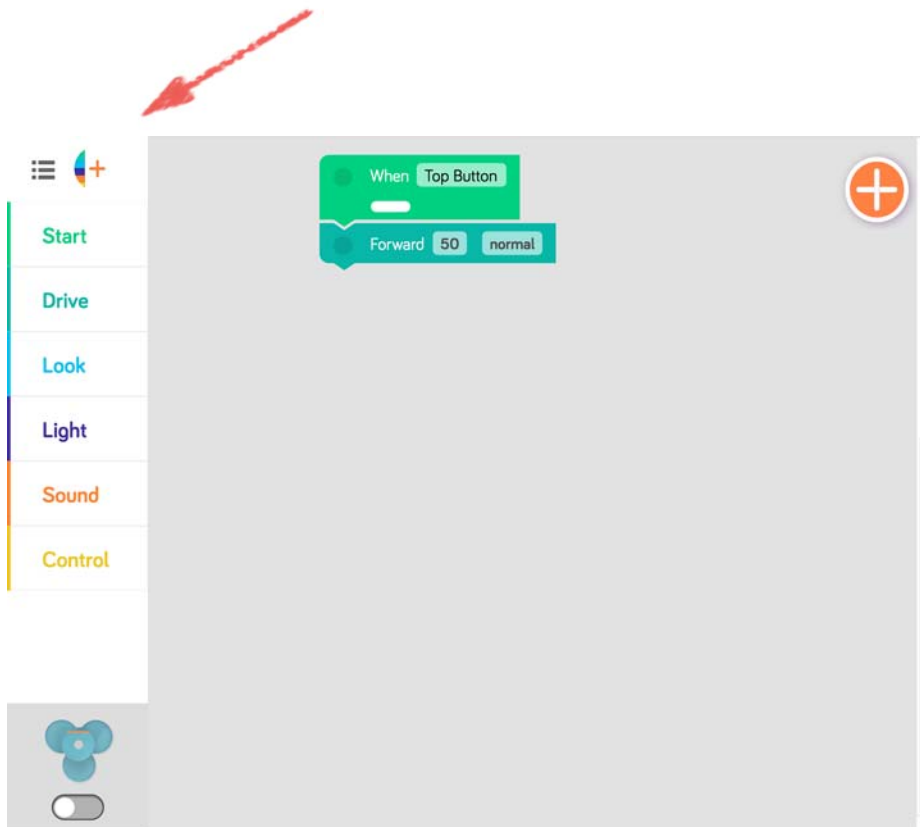 When Top Button
Start
Forward 50 normal
Drive
Look
Light
Sound
Control